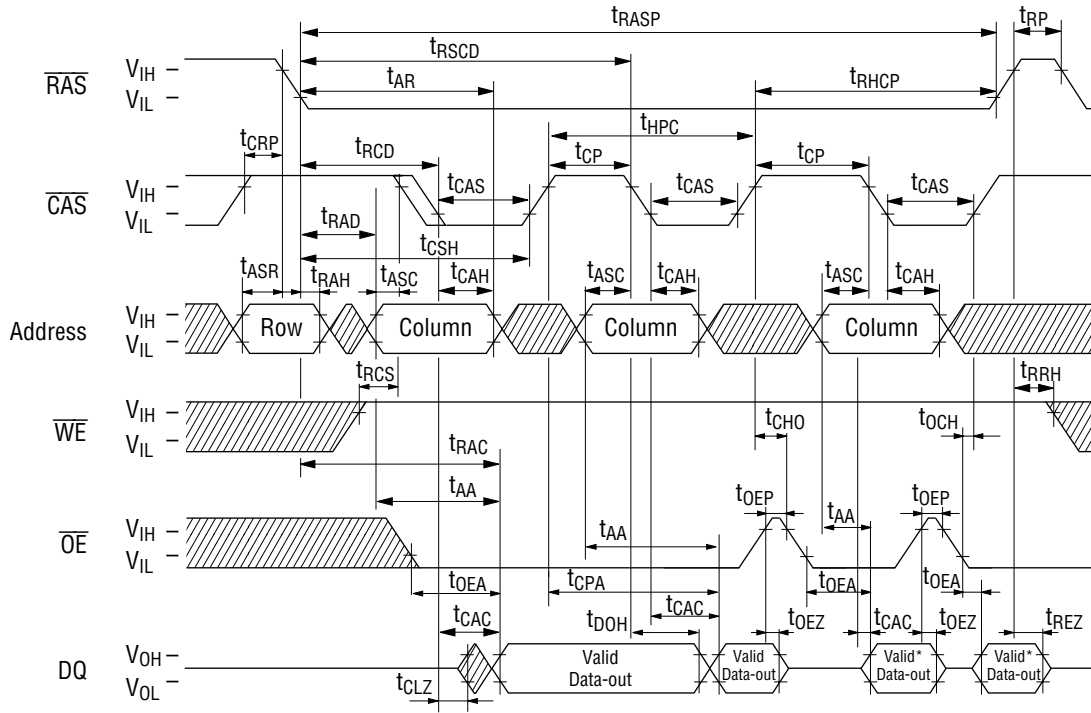 tRASP tRP
tRSCD
VIH tAR tRHCP
RAS
VIL
tHPC
tCRP tRCD tCP tCP
VIH tCAS tCAS tCAS
CAS
VIL tRAD
tCSH
tASR tRAH tASC tCAH tASC tCAH tASC tCAH
VIH
Address Row Column Column Column
VIL
tRCS tRRH
VIH
WE tCHO tOCH
VIL
tRAC
tAA tOEP tOEP
VIH
OE tAA tAA
VIL
tOEA tCPA tOEA tOEA
tCAC tCAC
tDOH tOEZ tCAC tOEZ tREZ
VOH
DQ Valid Valid Valid* Valid*
Data-out Data-out Data-out Data-out
VOL
tCLZ